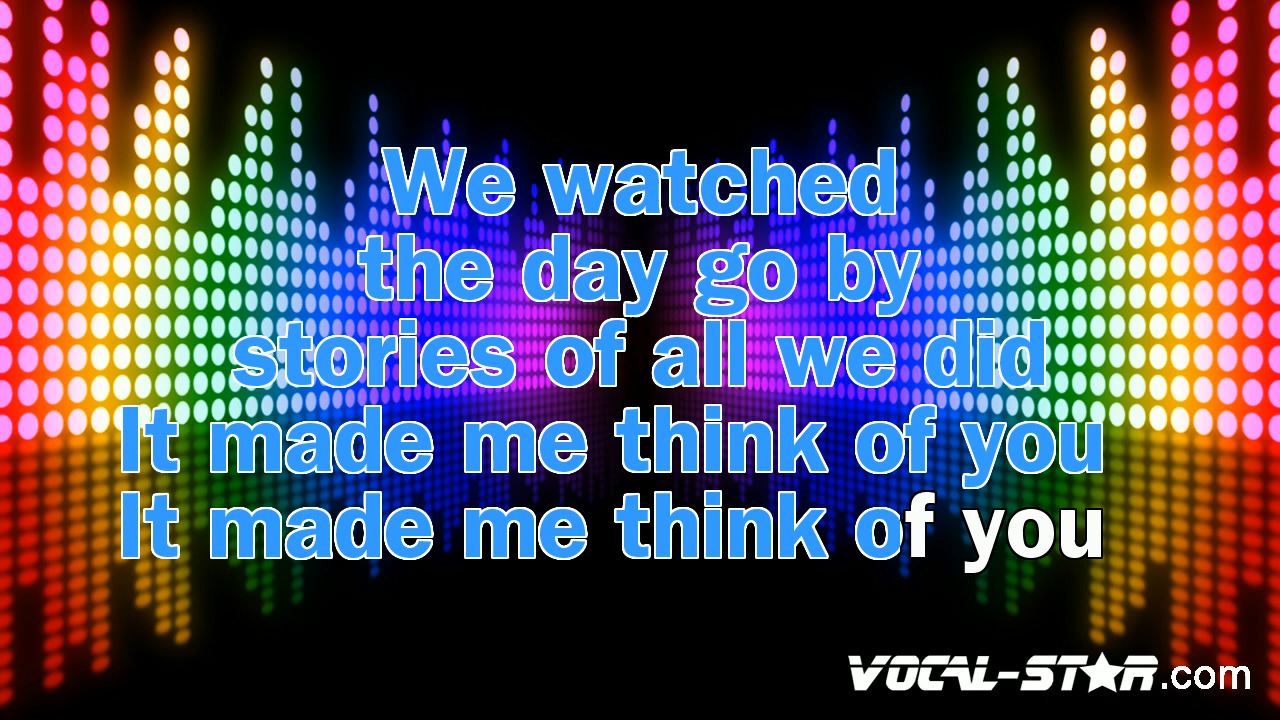 We watched
the day go by
stories of all we did
It made me think of you
It made me think of you
VOCAL-STAR.com